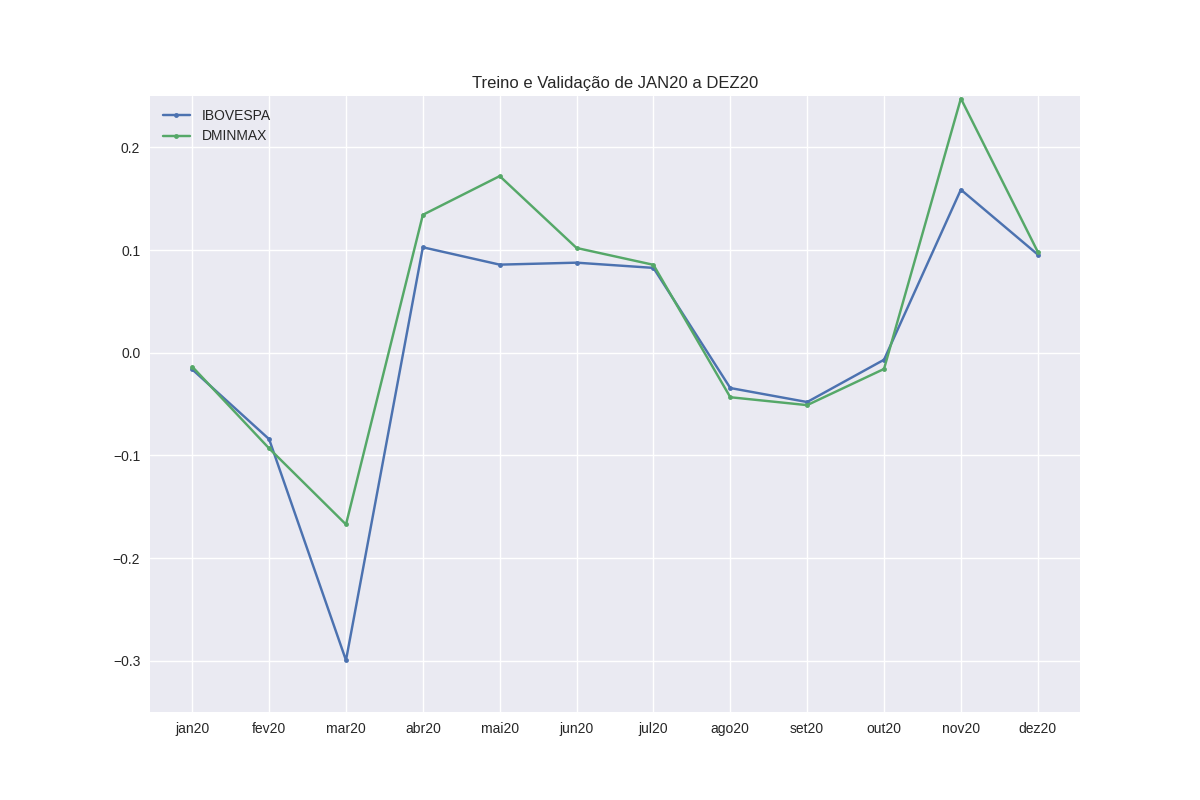 Treino e Validação de JAN20 a DEZ20
IBOVESPA
DMINMAX
0.2
0.1
0.0
−0.1
−0.2
−0.3
jan20 fev20 mar20 abr20 mai20 jun20 jul20 ago20 set20 out20 nov20 dez20